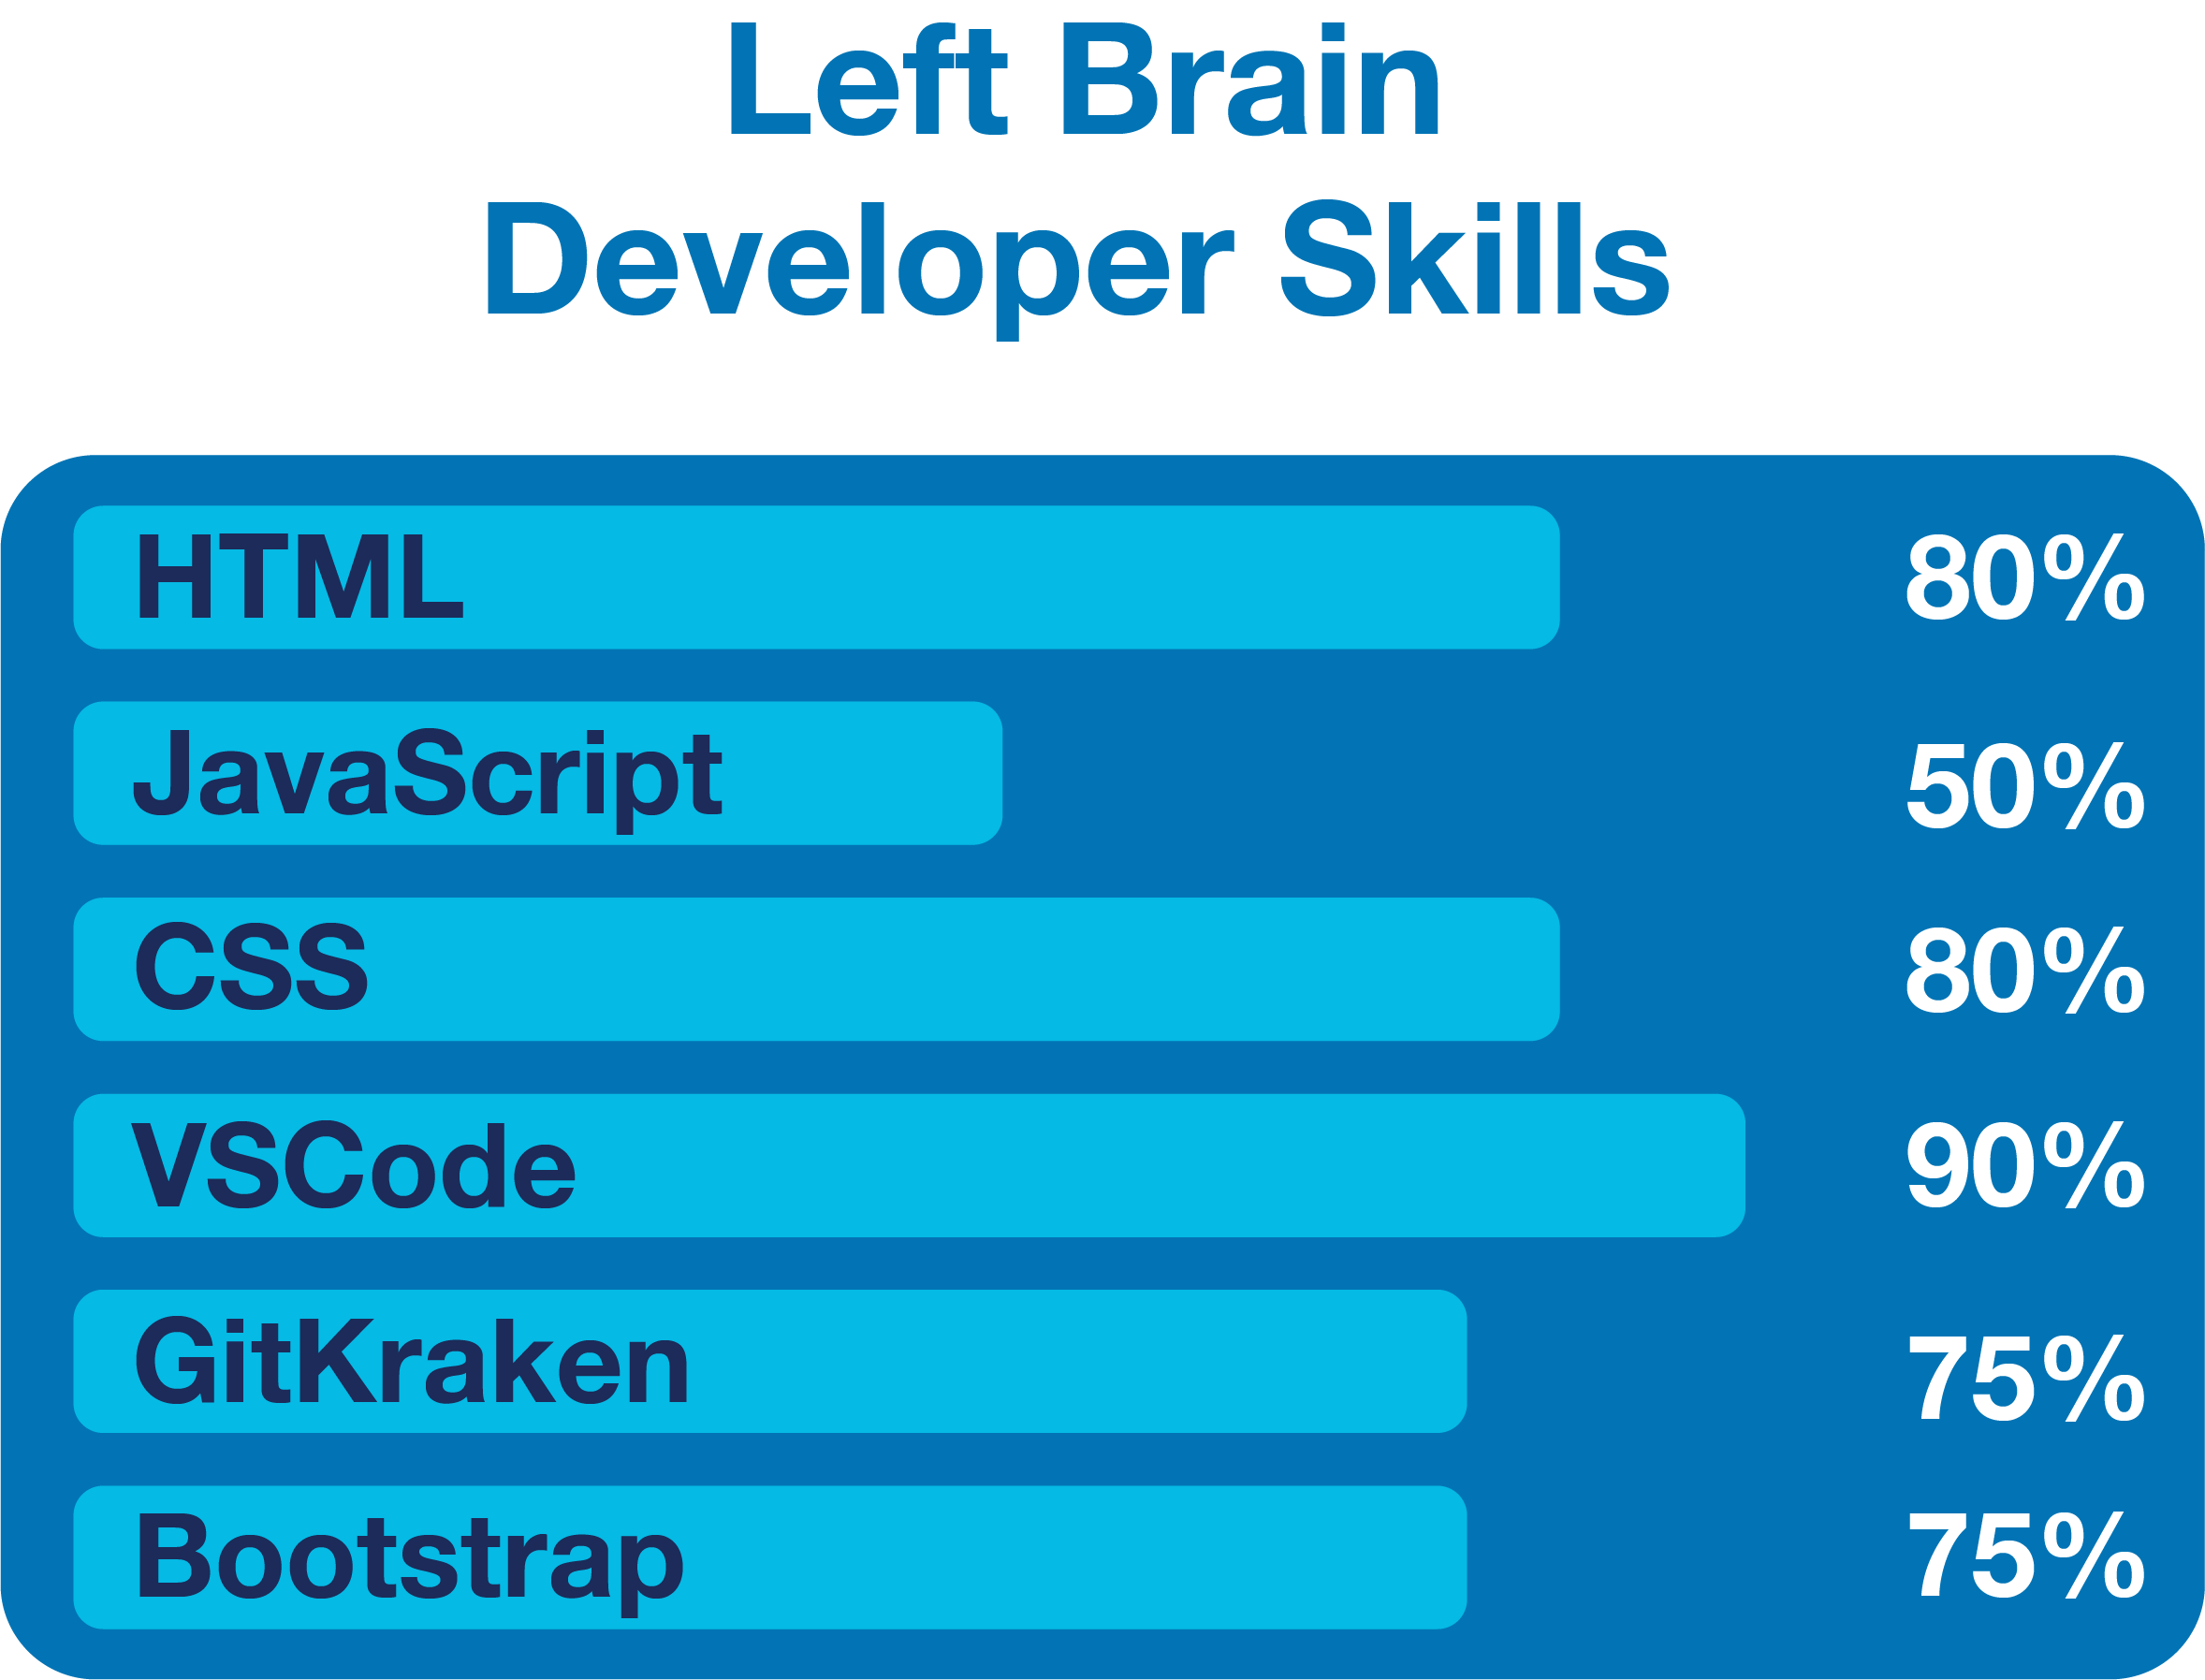 Left Brain
Developer Skills
HTML 80%
JavaScript 50%
CSS 80%
VSCode 90%
GitKraken 75%
Bootstrap 75%